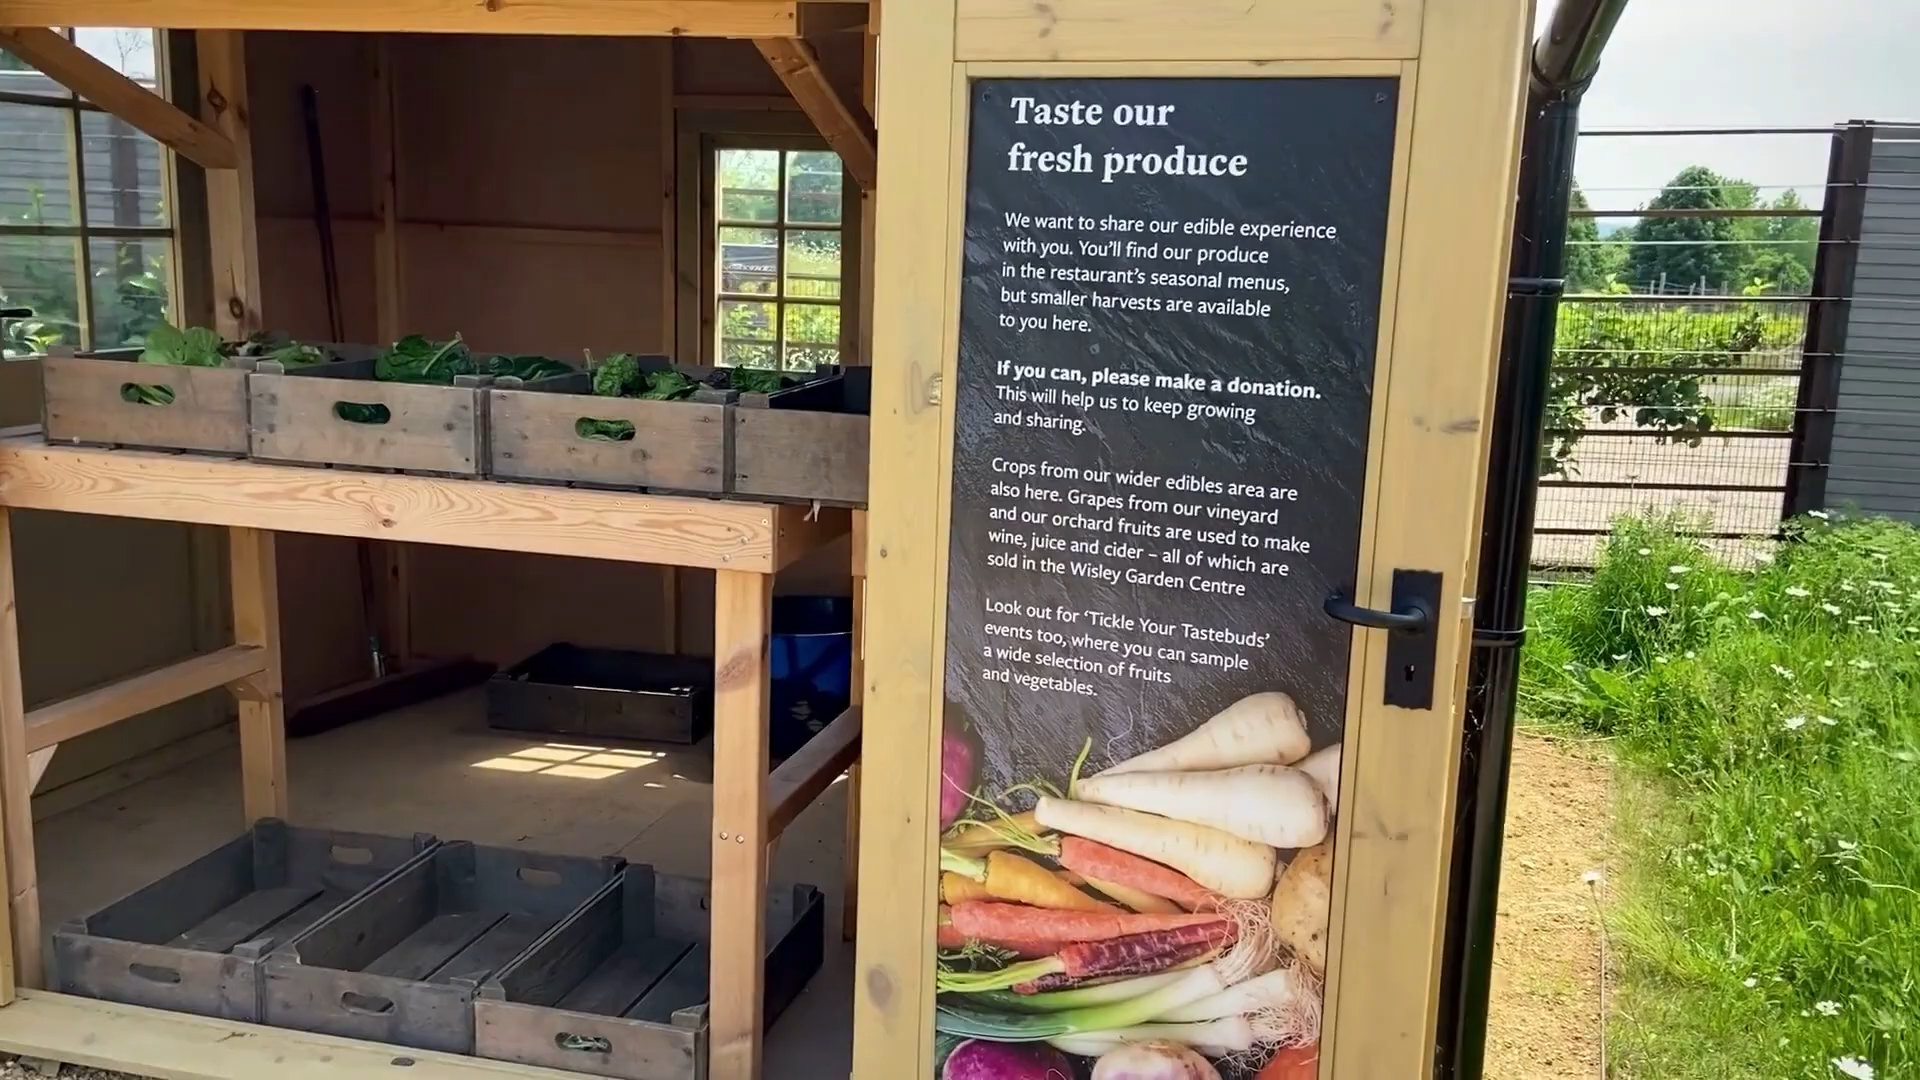 Taste our
fresh produce
We want to share our edible experience
with you. You'll find our produce
in the restaurant's seasonal menus,
but smaller harvests are available
to you here.
If you can, please make a donation.
This will help us to keep growing
and sharing.
Crops from our wider edibles area are
also here. Grapes from our vineyard
and our orchard fruits are used to make
wine, juice and cider – all of which are
sold in the Wisley Garden Centre
Look out for ‘Tickle Your Tastebuds’
events too, where you can sample
a wide selection of fruits
and vegetables.